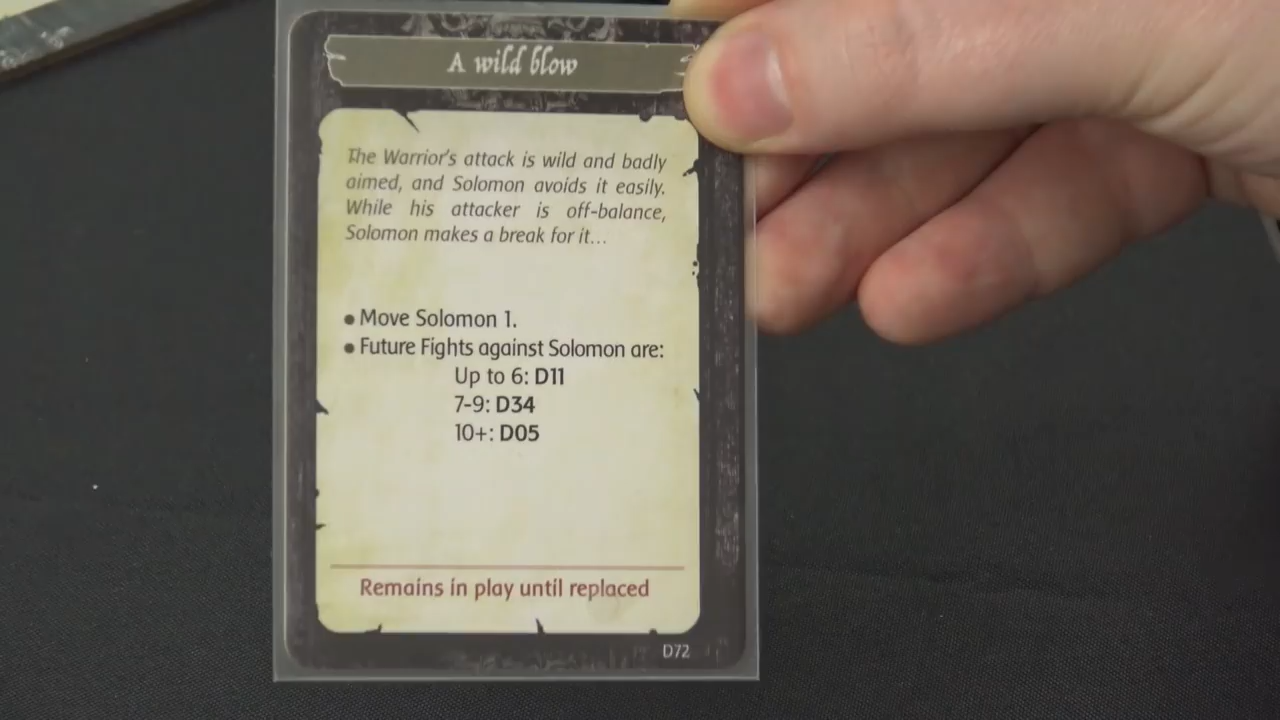 A wild blow
The Warrior's attack is wild and badly
aimed, and Solomon avoids it easily.
While his attacker is off-balance,
Solomon makes a break for it...
• Move Solomon 1.
• Future Fights against Solomon are:
Up to 6: D11
7-9: D34
10+: D05
Remains in play until replaced
D72